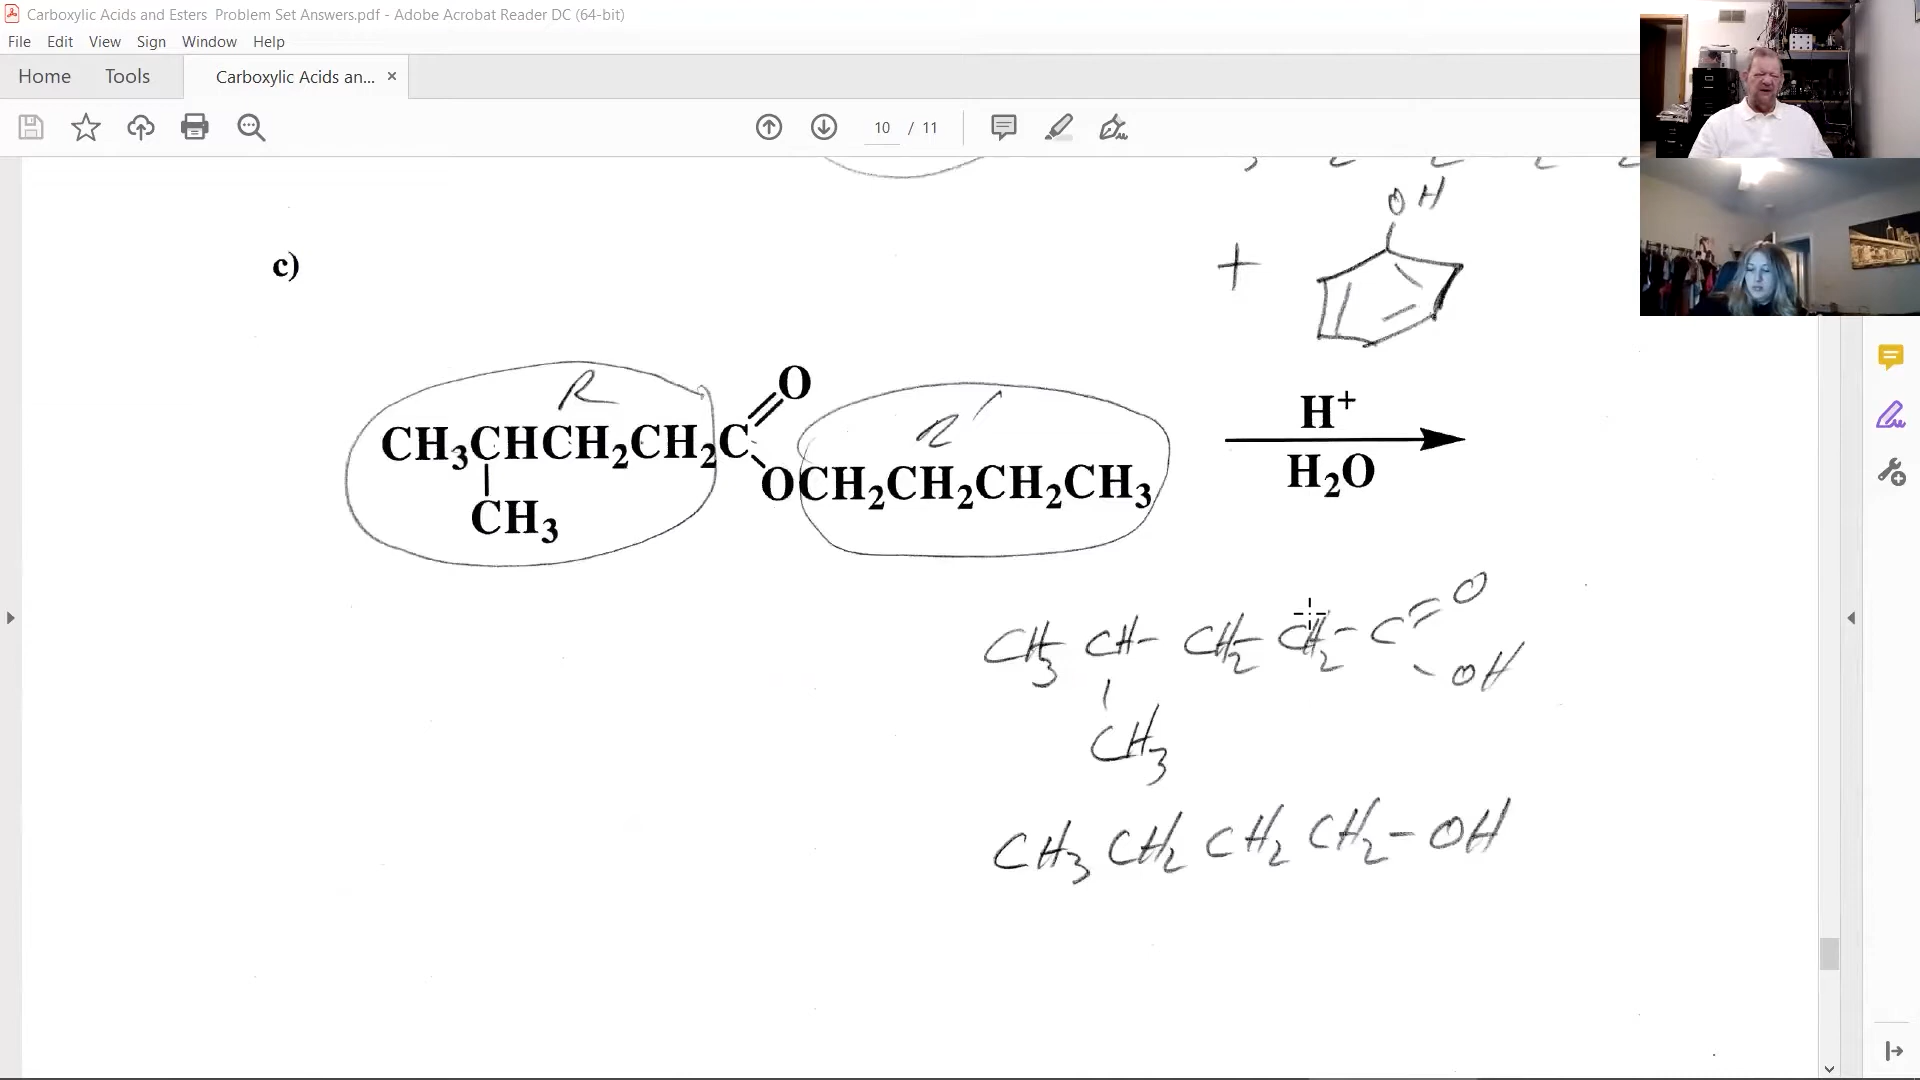 Carboxylic Acids and Esters  Problem Set Answers.pdf - Adobe Acrobat Reader DC (64-bit)
File Edit View Sign Window Help
Home Tools Carboxylic Acids an... ×
10 / 11
OH
c)
+
R
O
R'
H+
CH3CHCH2CH2C
OCH2CH2CH2CH3
H2O
CH3
O
CH3 CH- CH2- CH2- C
OH
CH3
CH3 CH2 CH2 CH2-OH